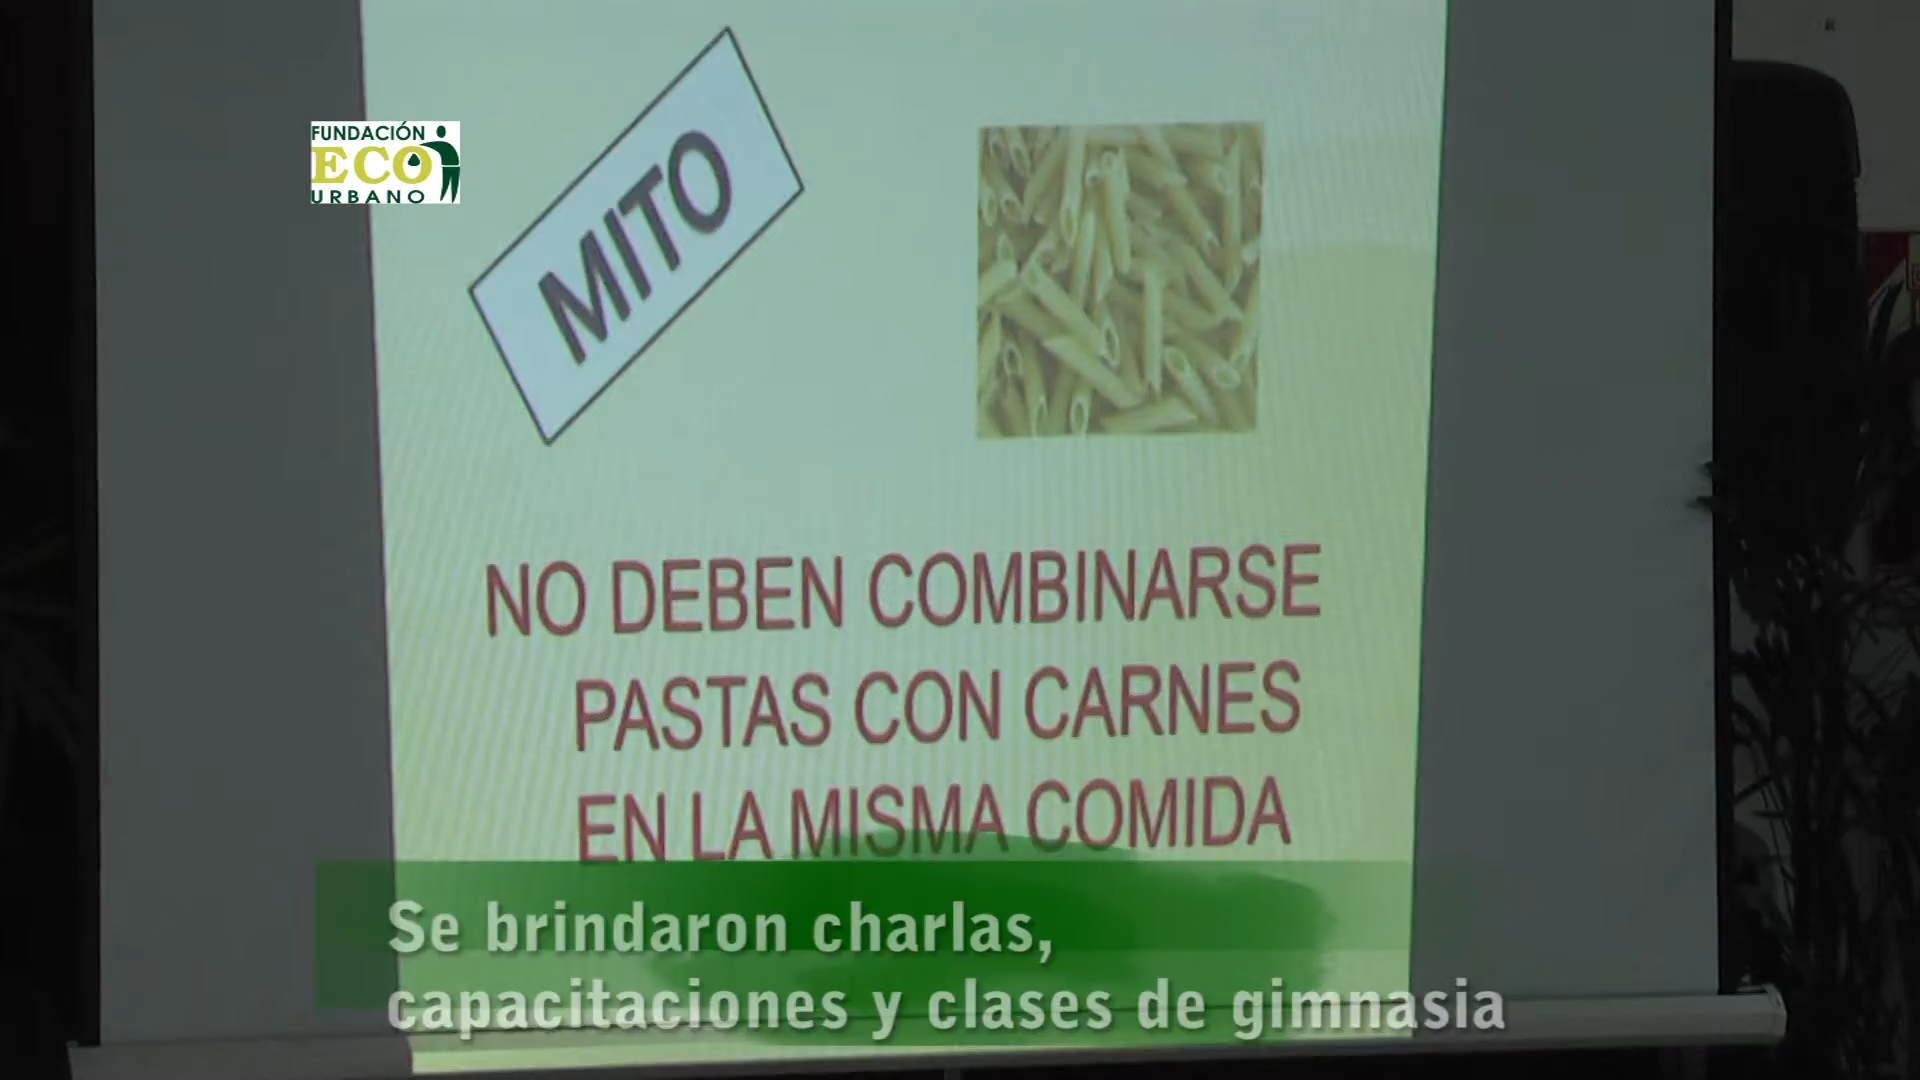 FUNDACIÓN
ECO
URBANO
MITO
NO DEBEN COMBINARSE
PASTAS CON CARNES
EN LA MISMA COMIDA
Se brindaron charlas,
capacitaciones y clases de gimnasia